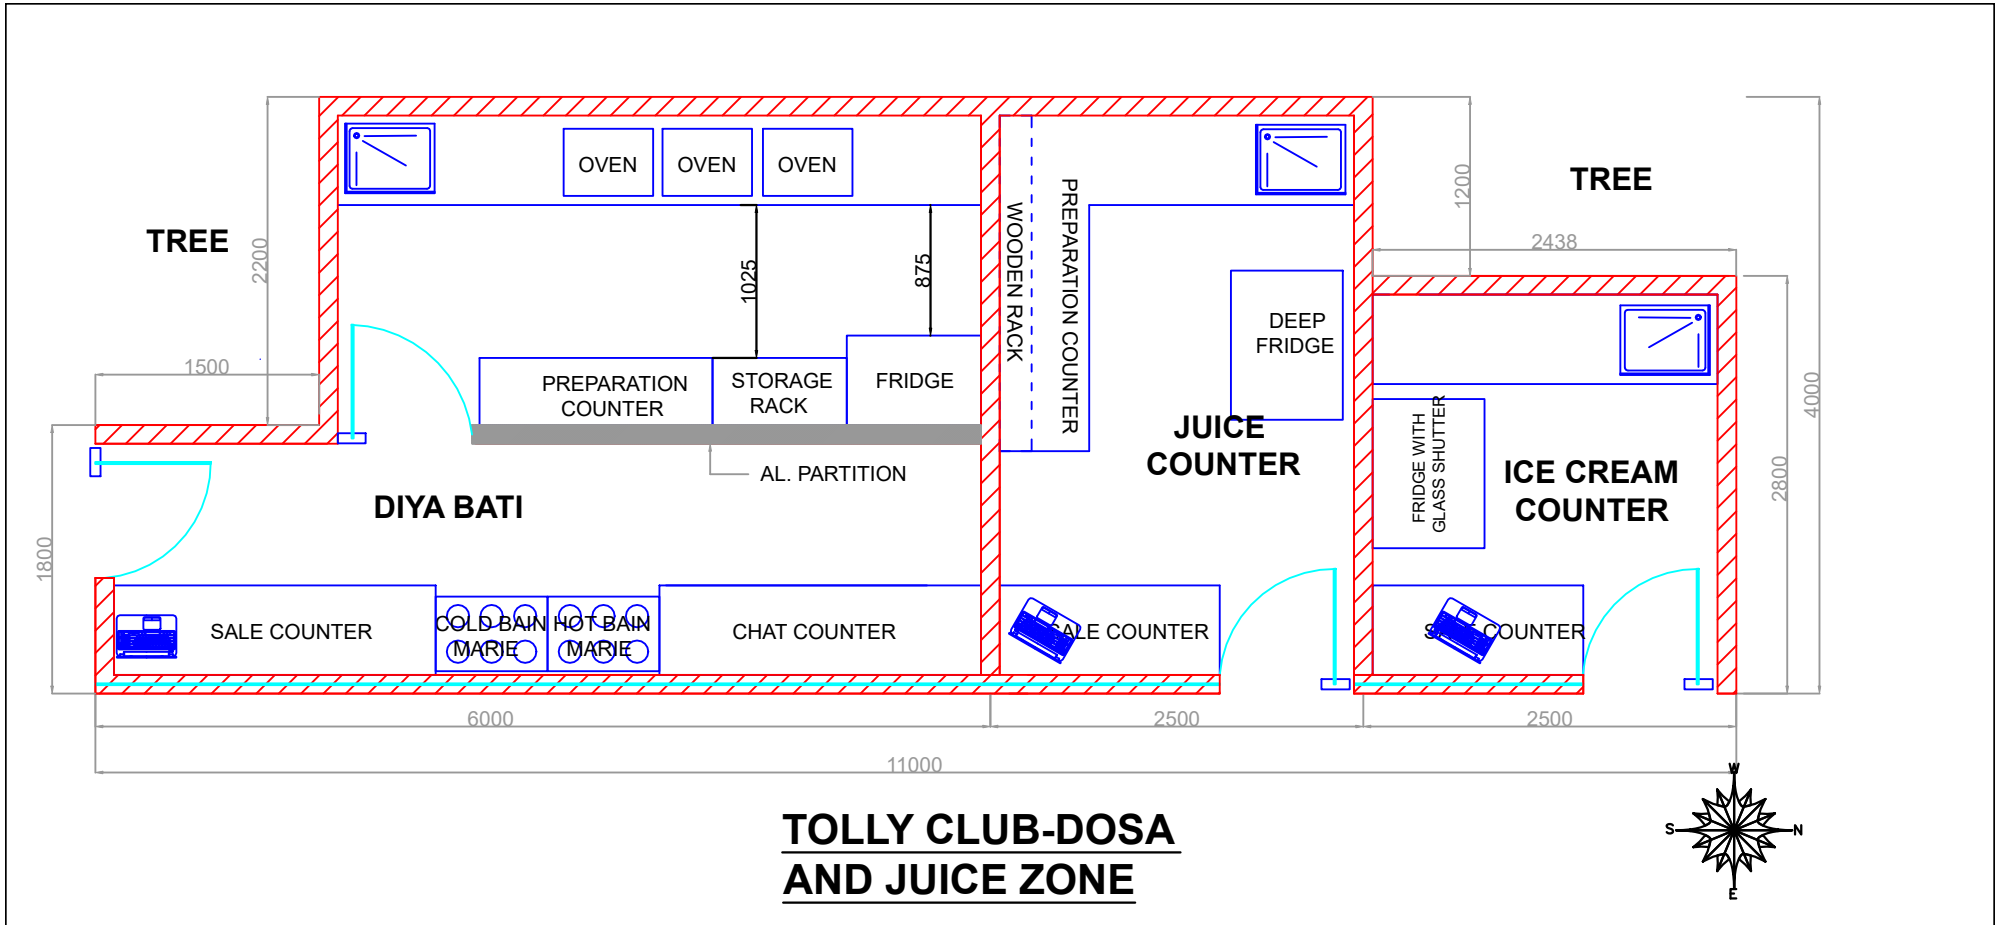 OVEN
OVEN
OVEN
TREE
TREE
1200
2438
2200
1025
875
WOODEN RACK
PREPARATION COUNTER
DEEP
FRIDGE
1500
PREPARATION
COUNTER
STORAGE
RACK
FRIDGE
4000
JUICE
COUNTER
FRIDGE WITH
GLASS SHUTTER
ICE CREAM
COUNTER
2800
AL. PARTITION
DIYA BATI
1800
SALE COUNTER
COLD BAIN
MARIE
HOT BAIN
MARIE
CHAT COUNTER
SALE COUNTER
SALE COUNTER
6000
2500
2500
11000
W
S
N
E
TOLLY CLUB-DOSA
AND JUICE ZONE